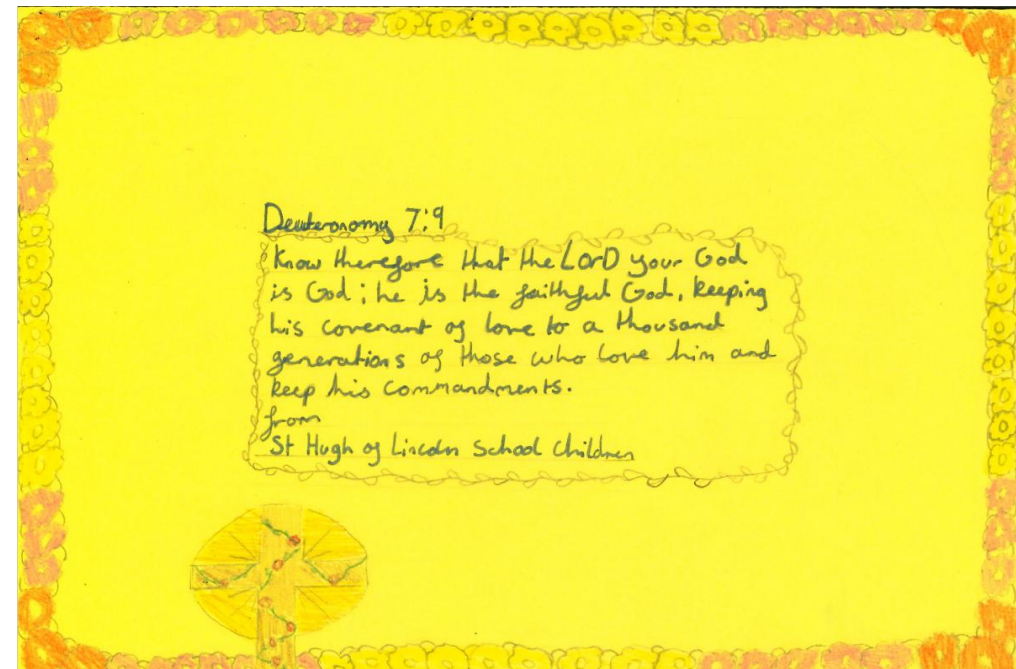 Deuteronomy 7:9
Know therefore that the LORD your God
is God; he is the faithful God, keeping
his covenant of love to a thousand
generations of those who love him and
keep his commandments.
from
St Hugh of Lincoln School Children